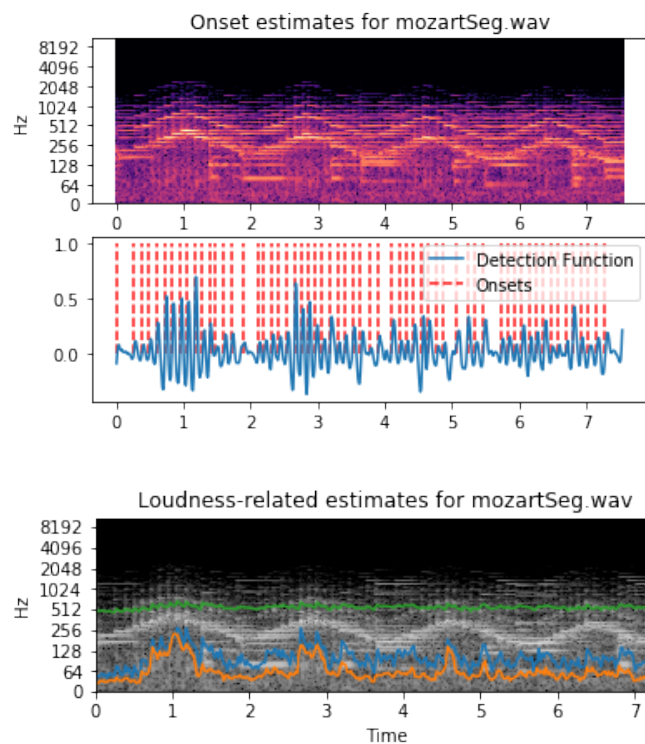 Onset estimates for mozartSeg.wav
8192
4096
2048
1024
512
256
128
64
0
Hz
0 1 2 3 4 5 6 7
1.0
0.5
0.0
Detection Function
Onsets
0 1 2 3 4 5 6 7
Loudness-related estimates for mozartSeg.wav
8192
4096
2048
1024
512
256
128
64
0
Hz
0 1 2 3 4 5 6 7
Time